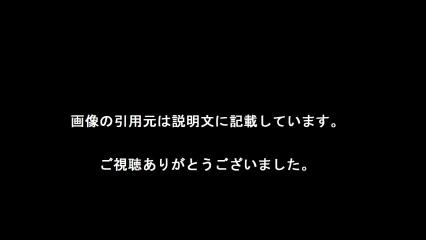 画像の引用元は説明文に記載しています。
ご視聴ありがとうございました。